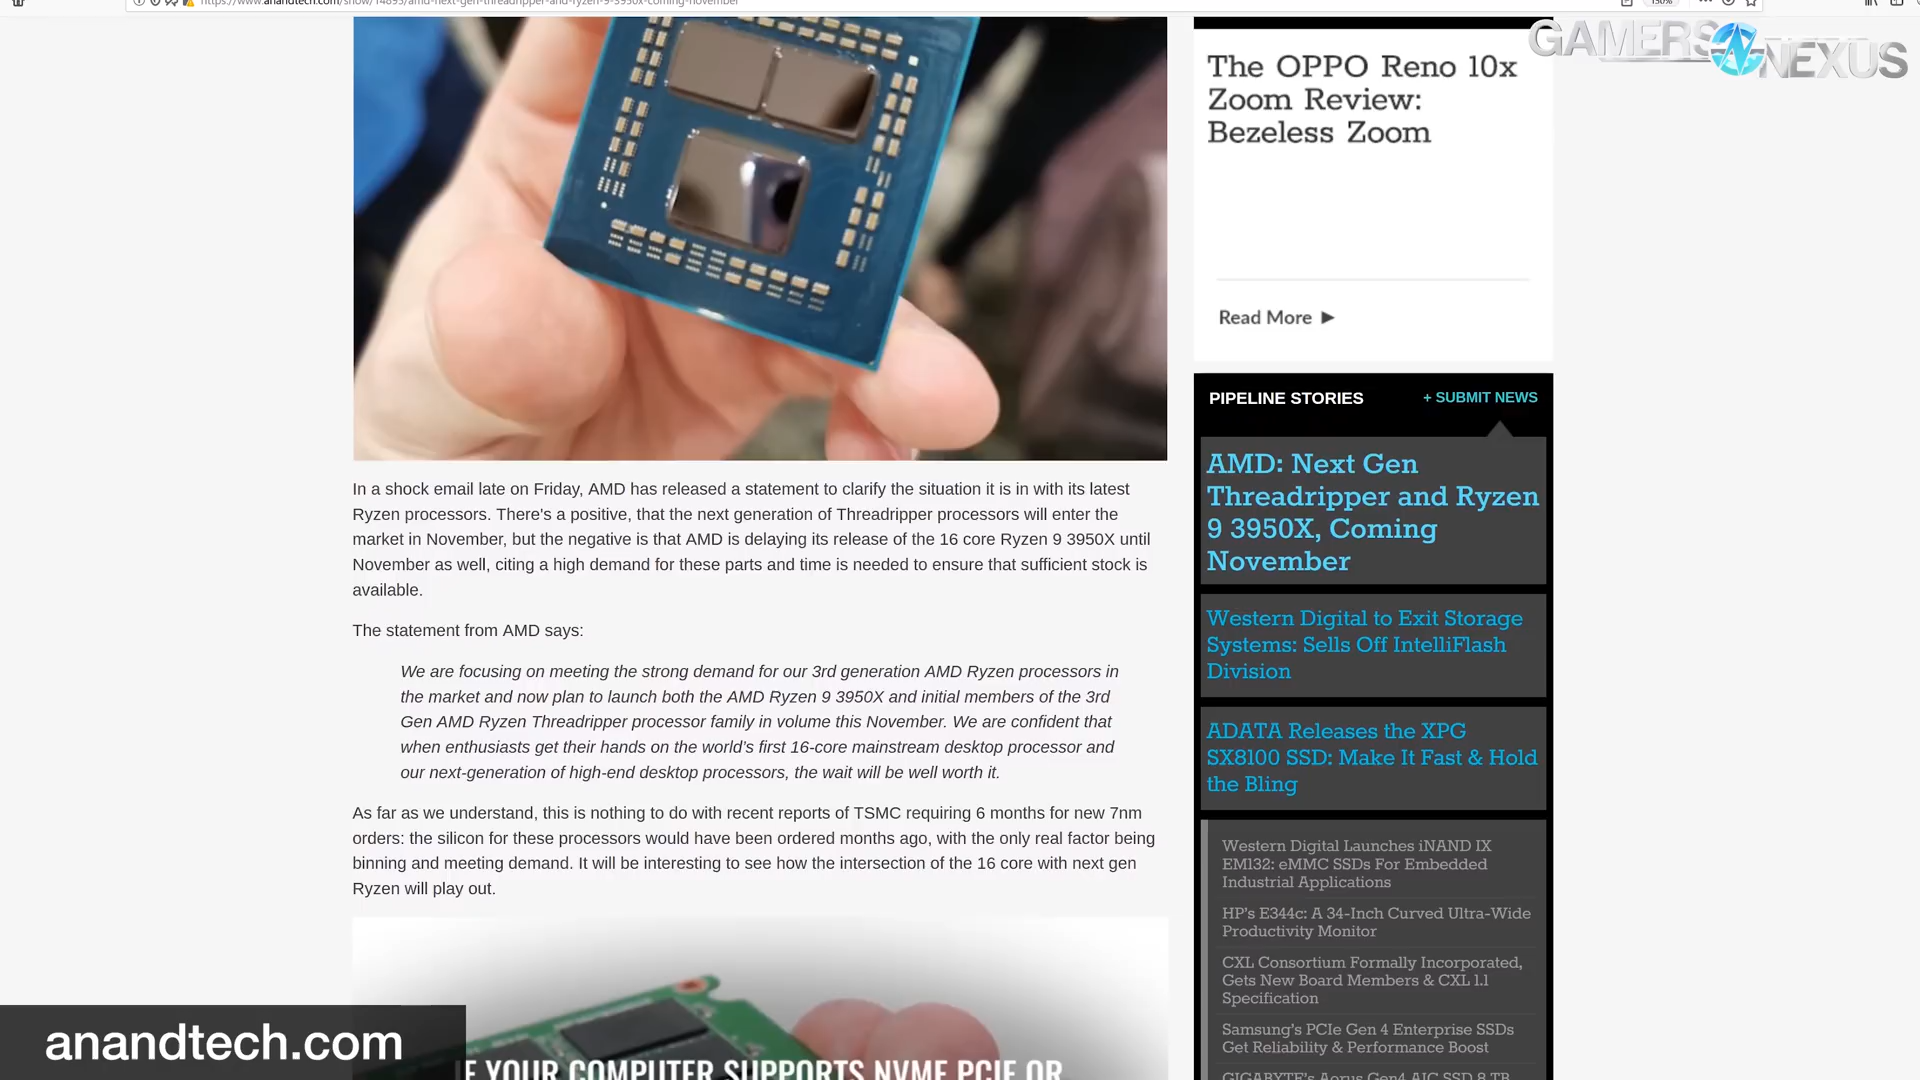 https://www.anandtech.com/show/14895/amd-next-gen-threadripper-and-ryzen-9-3950x-coming-november
150%
GAMERS NEXUS
The OPPO Reno 10x
Zoom Review:
Bezeless Zoom
Read More ►
In a shock email late on Friday, AMD has released a statement to clarify the situation it is in with its latest
Ryzen processors. There's a positive, that the next generation of Threadripper processors will enter the
market in November, but the negative is that AMD is delaying its release of the 16 core Ryzen 9 3950X until
November as well, citing a high demand for these parts and time is needed to ensure that sufficient stock is
available.
The statement from AMD says:
We are focusing on meeting the strong demand for our 3rd generation AMD Ryzen processors in
the market and now plan to launch both the AMD Ryzen 9 3950X and initial members of the 3rd
Gen AMD Ryzen Threadripper processor family in volume this November. We are confident that
when enthusiasts get their hands on the world’s first 16-core mainstream desktop processor and
our next-generation of high-end desktop processors, the wait will be well worth it.
As far as we understand, this is nothing to do with recent reports of TSMC requiring 6 months for new 7nm
orders: the silicon for these processors would have been ordered months ago, with the only real factor being
binning and meeting demand. It will be interesting to see how the intersection of the 16 core with next gen
Ryzen will play out.
PIPELINE STORIES
+ SUBMIT NEWS
AMD: Next Gen
Threadripper and Ryzen
9 3950X, Coming
November
Western Digital to Exit Storage
Systems: Sells Off IntelliFlash
Division
ADATA Releases the XPG
SX8100 SSD: Make It Fast & Hold
the Bling
Western Digital Launches iNAND IX
EM132: eMMC SSDs For Embedded
Industrial Applications
HP's E344c: A 34-Inch Curved Ultra-Wide
Productivity Monitor
CXL Consortium Formally Incorporated,
Gets New Board Members & CXL 1.1
Specification
Samsung's PCIe Gen 4 Enterprise SSDs
Get Reliability & Performance Boost
GIGABYTE's Aorus Gen4 AIC SSD 8 TB
YOUR COMPUTER SUPPORTS NVME PCIE OR
anandtech.com